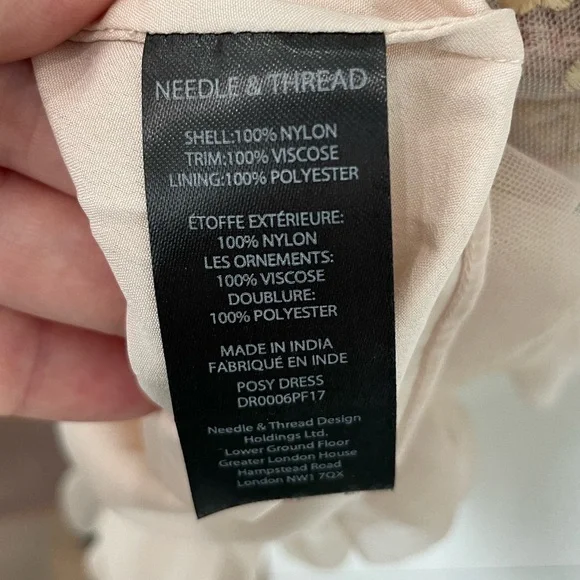 NEEDLE & THREAD
SHELL:100% NYLON
TRIM:100% VISCOSE
LINING:100% POLYESTER
ÉTOFFE EXTÉRIEURE:
100% NYLON
LES ORNEMENTS:
100% VISCOSE
DOUBLURE:
100% POLYESTER
MADE IN INDIA
FABRIQUÉ EN INDE
POSY DRESS
DR0006PF17
Needle & Thread Design
Holdings Ltd.
Lower Ground Floor
Greater London House
Hampstead Road
London NW1 7QX